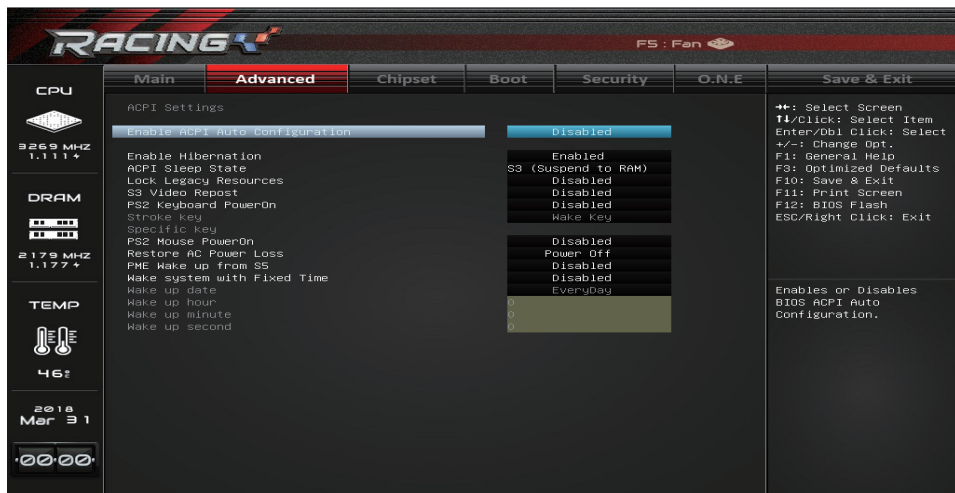 RACING
F5 : Fan
CPU
3269 MHZ
1.111
DRAM
2179 MHZ
1.177
TEMP
46
2018
Mar 31
00:00
Main Advanced Chipset Boot Security O.N.E Save & Exit
ACPI Settings
Enable ACPI Auto Configuration Disabled
Enable Hibernation Enabled
ACPI Sleep State S3 (Suspend to RAM)
Lock Legacy Resources Disabled
S3 Video Repost Disabled
PS2 Keyboard PowerOn Disabled
Stroke key Wake Key
Specific key
PS2 Mouse PowerOn Disabled
Restore AC Power Loss Power Off
PME Wake up from S5 Disabled
Wake system with Fixed Time Disabled
Wake up date EveryDay
Wake up hour 0
Wake up minute 0
Wake up second 0
→←: Select Screen
↑↓/Click: Select Item
Enter/Dbl Click: Select
+/-: Change Opt.
F1: General Help
F3: Optimized Defaults
F10: Save & Exit
F11: Print Screen
F12: BIOS Flash
ESC/Right Click: Exit
Enables or Disables
BIOS ACPI Auto
Configuration.